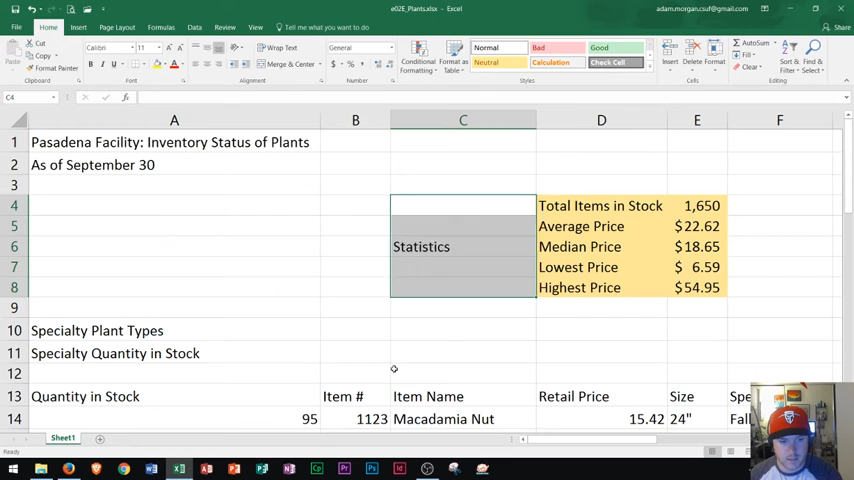 e02E_Plants.xlsx - Excel
adam.morgan.csuf@gmail.com
File Home Insert Page Layout Formulas Data Review View Tell me what you want to do Share
Cut
Copy
Format Painter
Clipboard
Calibri 11
B I U
Font
Wrap Text
Merge & Center
Alignment
General
$ %
Number
Conditional Formatting
Format as Table
Normal Bad Good
Neutral Calculation Check Cell
Styles
Insert Delete Format
Cells
AutoSum
Fill
Clear
Sort & Filter
Find & Select
Editing
C4 fx
A B C D E F
1 Pasadena Facility: Inventory Status of Plants
2 As of September 30
3
4 Total Items in Stock 1,650
5 Average Price $22.62
6 Statistics Median Price $18.65
7 Lowest Price $ 6.59
8 Highest Price $54.95
9
10 Specialty Plant Types
11 Specialty Quantity in Stock
12
13 Quantity in Stock Item # Item Name Retail Price Size
14 95 1123 Macadamia Nut 15.42 24" Fall
Sheet1